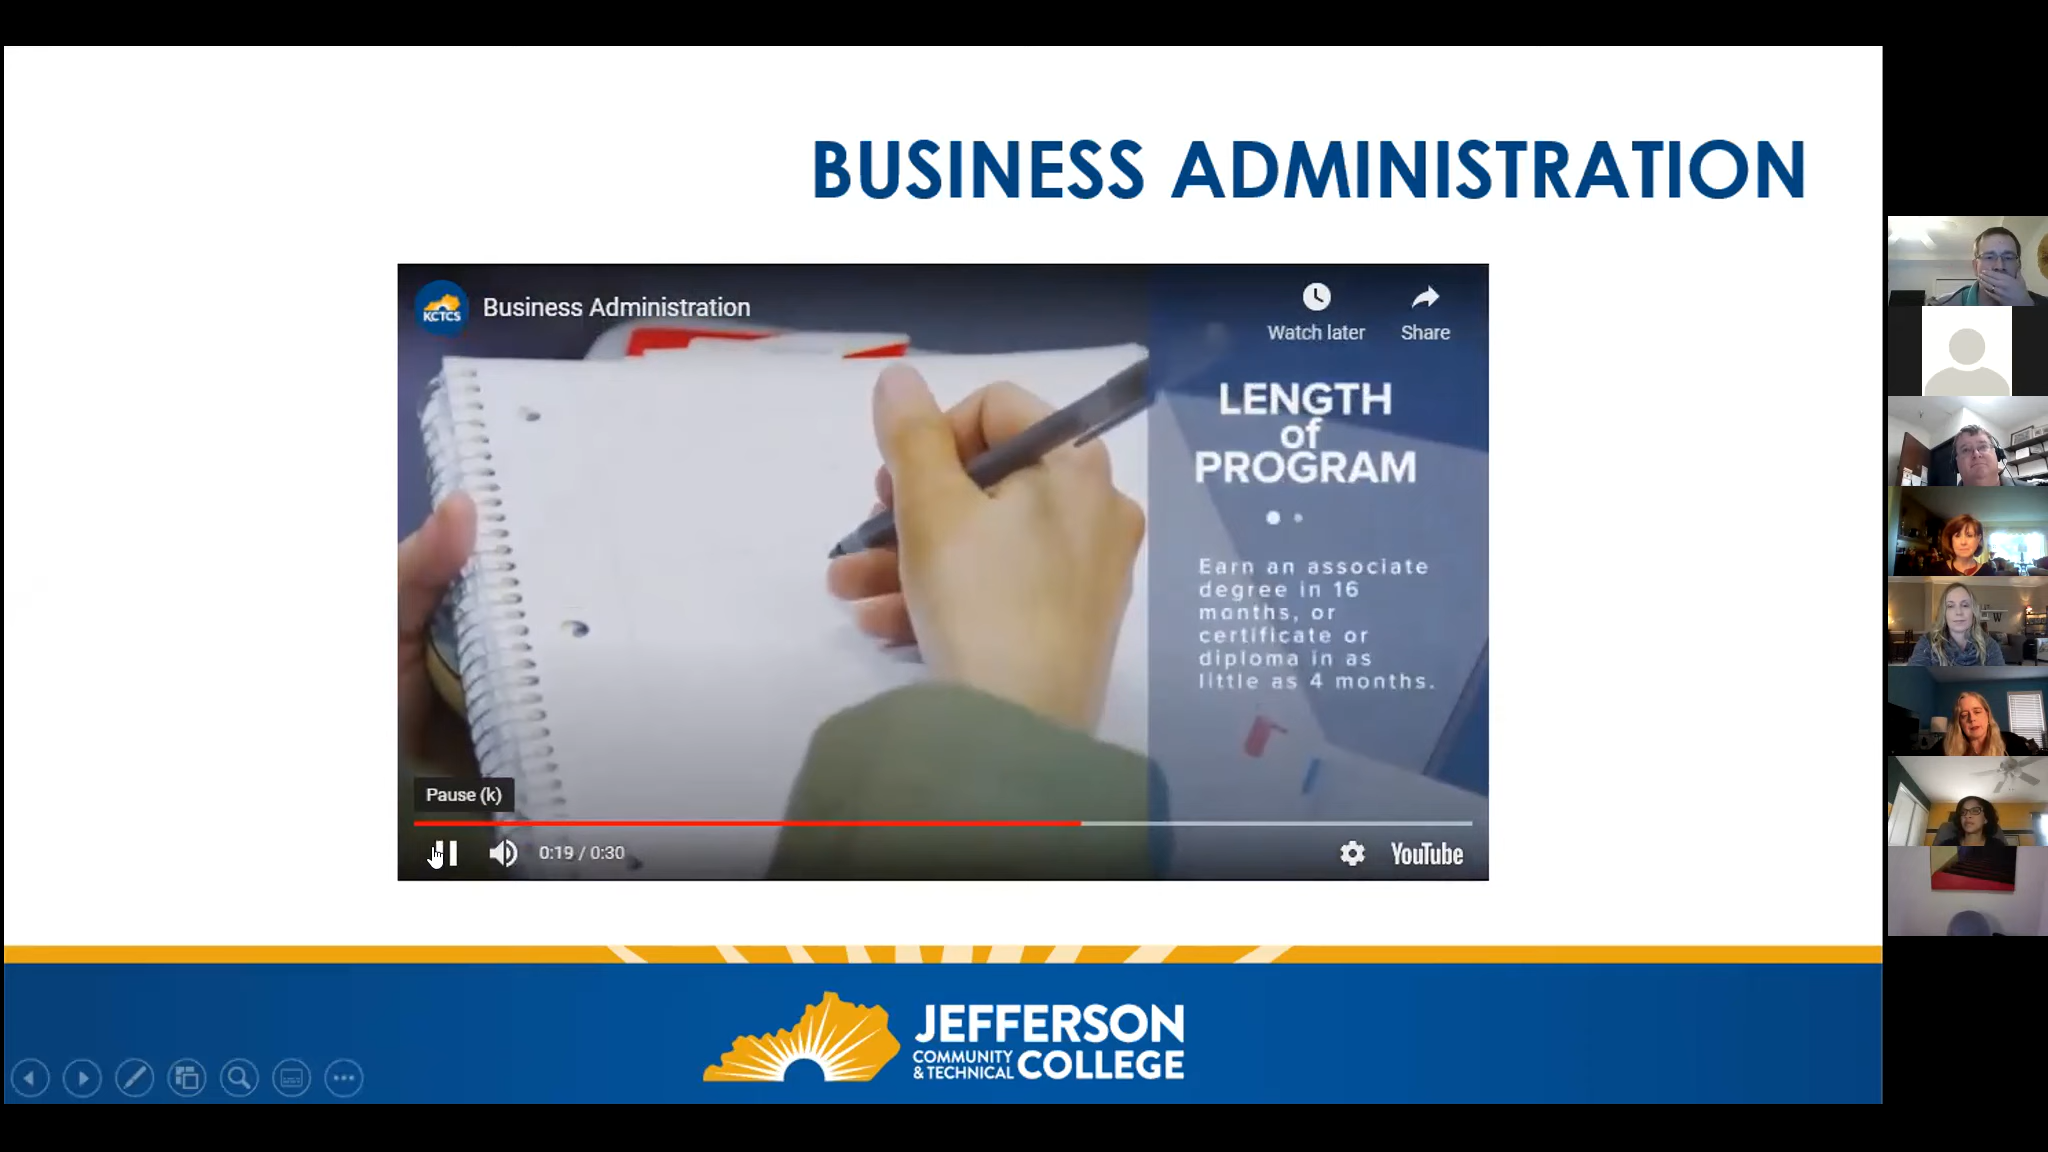 BUSINESS ADMINISTRATION
KCTCS
Business Administration
Watch later
Share
LENGTH
of
PROGRAM
Earn an associate
degree in 16
months, or
certificate or
diploma in as
little as 4 months.
Pause (k)
0:19 / 0:30
YouTube
JEFFERSON
COMMUNITY
& TECHNICAL
COLLEGE
W